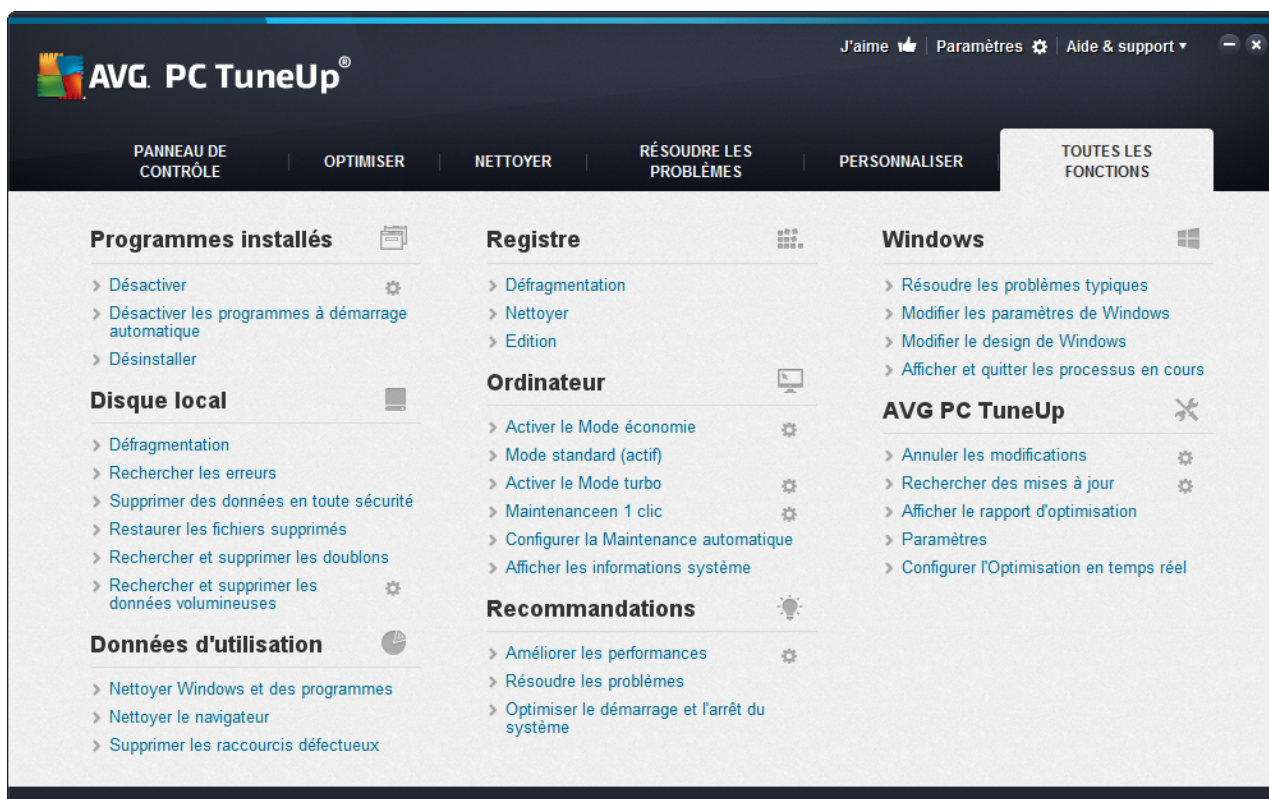 J'aime
Paramètres
Aide & support
AVG. PC TuneUp®
PANNEAU DE
CONTRÔLE
OPTIMISER
NETTOYER
RÉSOUDRE LES
PROBLÈMES
PERSONNALISER
TOUTES LES
FONCTIONS
Programmes installés
Désactiver
Désactiver les programmes à démarrage
automatique
Désinstaller
Disque local
Défragmentation
Rechercher les erreurs
Supprimer des données en toute sécurité
Restaurer les fichiers supprimés
Rechercher et supprimer les doublons
Rechercher et supprimer les
données volumineuses
Données d'utilisation
Nettoyer Windows et des programmes
Nettoyer le navigateur
Supprimer les raccourcis défectueux
Registre
Défragmentation
Nettoyer
Edition
Ordinateur
Activer le Mode économie
Mode standard (actif)
Activer le Mode turbo
Maintenanceen 1 clic
Configurer la Maintenance automatique
Afficher les informations système
Recommandations
Améliorer les performances
Résoudre les problèmes
Optimiser le démarrage et l'arrêt du
système
Windows
Résoudre les problèmes typiques
Modifier les paramètres de Windows
Modifier le design de Windows
Afficher et quitter les processus en cours
AVG PC TuneUp
Annuler les modifications
Rechercher des mises à jour
Afficher le rapport d'optimisation
Paramètres
Configurer l'Optimisation en temps réel